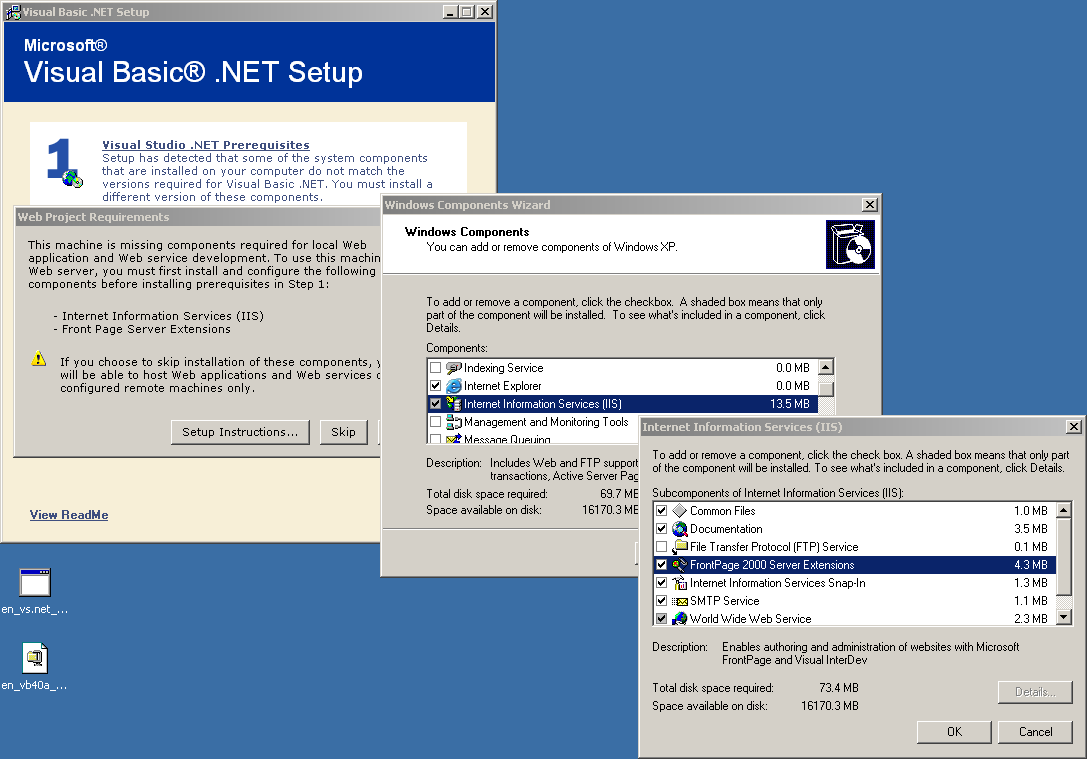 Visual Basic .NET Setup
Microsoft®
Visual Basic® .NET Setup
1
Visual Studio .NET Prerequisites
Setup has detected that some of the system components
that are installed on your computer do not match the
versions required for Visual Basic .NET. You must install a
different version of these components.
Web Project Requirements
This machine is missing components required for local Web
application and Web service development. To use this machin
Web server, you must first install and configure the following
components before installing prerequisites in Step 1:
- Internet Information Services (IIS)
- Front Page Server Extensions
If you choose to skip installation of these components, y
will be able to host Web applications and Web services o
configured remote machines only.
Setup Instructions...
Skip
View ReadMe
en_vs.net_...
en_vb40a_...
Windows Components Wizard
Windows Components
You can add or remove components of Windows XP.
To add or remove a component, click the checkbox. A shaded box means that only
part of the component will be installed. To see what's included in a component, click
Details.
Components:
Indexing Service 0.0 MB
Internet Explorer 0.0 MB
Internet Information Services (IIS) 13.5 MB
Management and Monitoring Tools
Message Queuing
Description: Includes Web and FTP support
transactions, Active Server Pag
Total disk space required: 69.7 MB
Space available on disk: 16170.3 MB
Internet Information Services (IIS)
To add or remove a component, click the check box. A shaded box means that only part
of the component will be installed. To see what's included in a component, click Details.
Subcomponents of Internet Information Services (IIS):
Common Files 1.0 MB
Documentation 3.5 MB
File Transfer Protocol (FTP) Service 0.1 MB
FrontPage 2000 Server Extensions 4.3 MB
Internet Information Services Snap-In 1.3 MB
SMTP Service 1.1 MB
World Wide Web Service 2.3 MB
Description: Enables authoring and administration of websites with Microsoft
FrontPage and Visual InterDev
Total disk space required: 73.4 MB
Space available on disk: 16170.3 MB
Details...
OK
Cancel